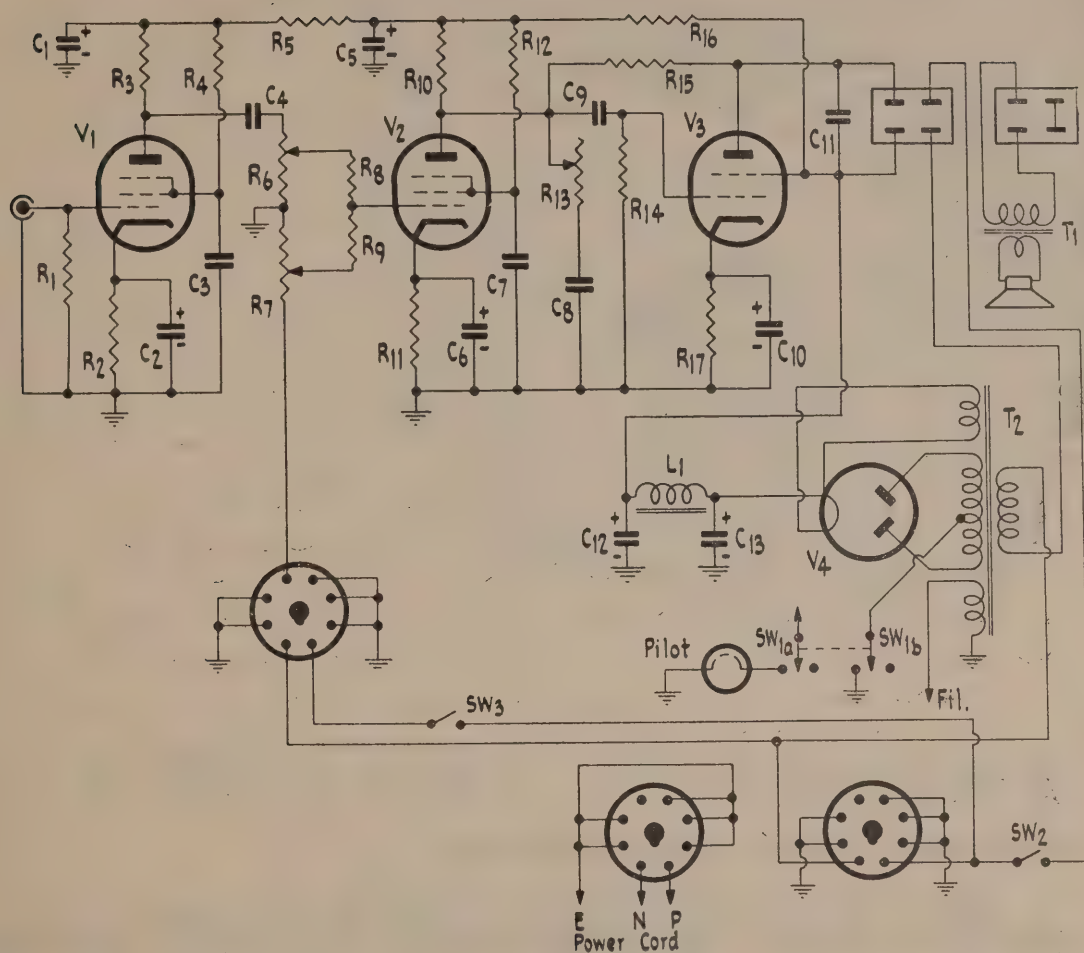 C1
+
-
R3
R4
R5
C5
+
-
R10
R12
R16
R15
C4
C9
V1
V2
V3
C11
R6
R8
R13
R14
R1
R9
T1
C3
R7
C7
C8
R2
C2
+
-
R11
C6
+
-
R17
C10
+
-
T2
L1
C12
+
-
C13
+
-
V4
Pilot
SW1a
SW1b
Fil.
SW3
SW2
E N P
Power Cord